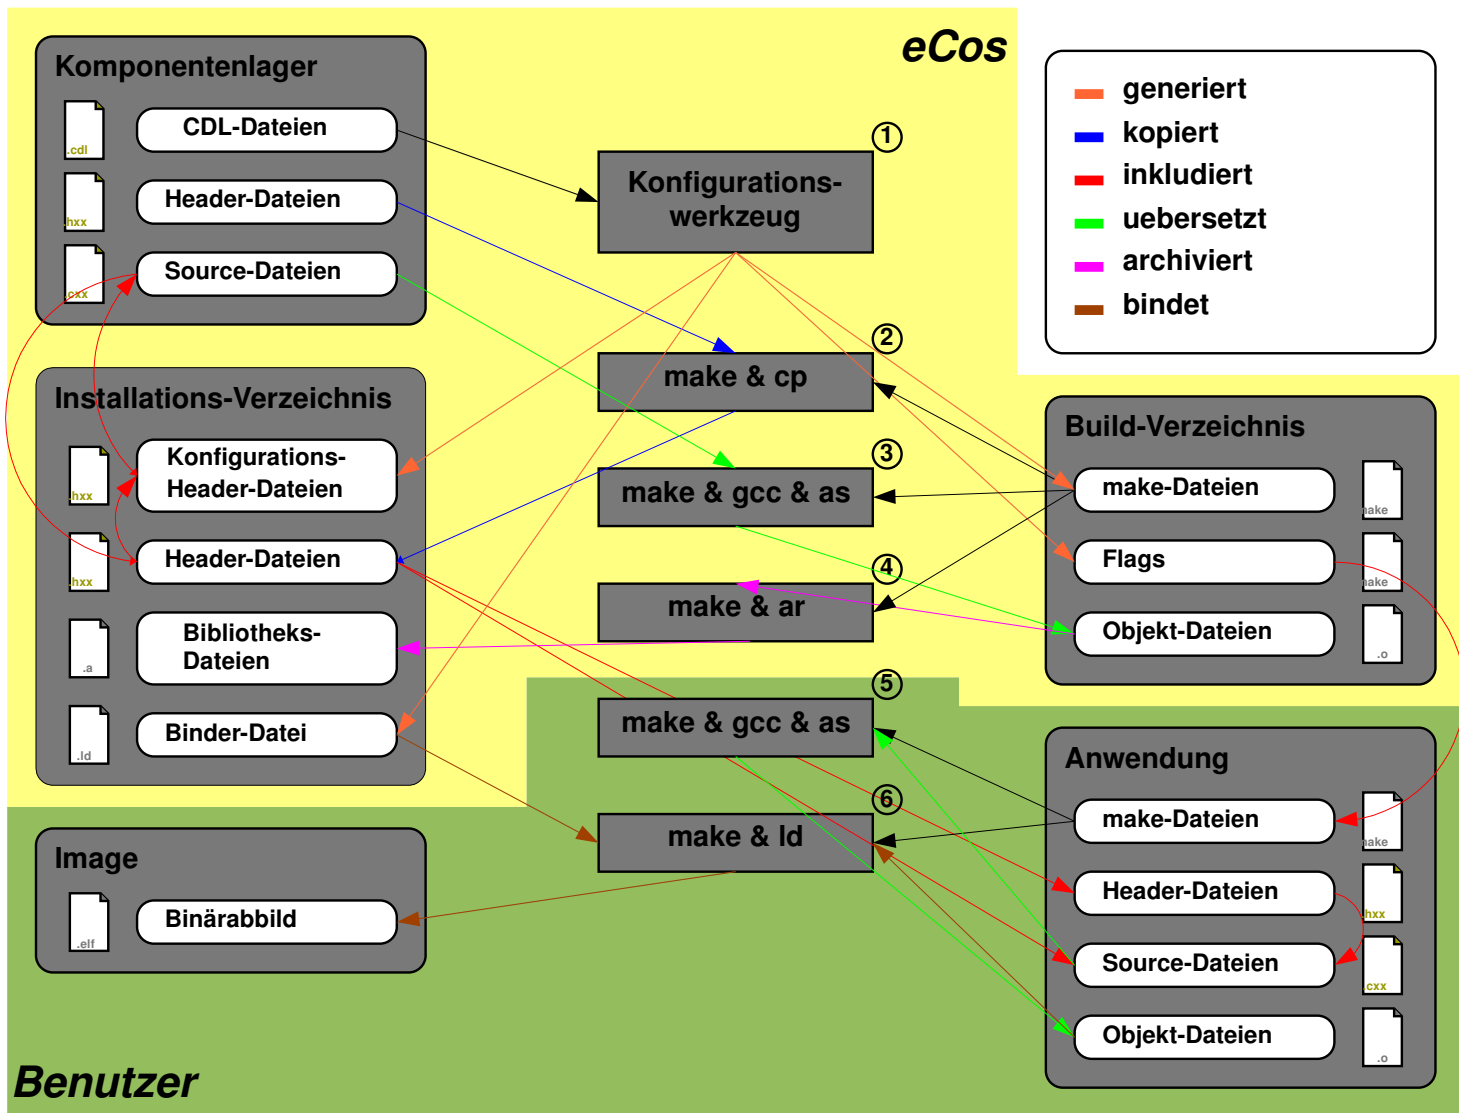 eCos
Komponentenlager
.cdl
CDL-Dateien
.hxx
Header-Dateien
.cxx
Source-Dateien
Installations-Verzeichnis
.hxx
Konfigurations-
Header-Dateien
.hxx
Header-Dateien
.a
Bibliotheks-
Dateien
.ld
Binder-Datei
Image
.elf
Binärabbild
Benutzer
1
Konfigurations-
werkzeug
2
make & cp
3
make & gcc & as
4
make & ar
5
make & gcc & as
6
make & ld
generiert
kopiert
inkludiert
uebersetzt
archiviert
bindet
Build-Verzeichnis
make-Dateien
make
Flags
make
Objekt-Dateien
.o
Anwendung
make-Dateien
make
Header-Dateien
.hxx
Source-Dateien
.cxx
Objekt-Dateien
.o